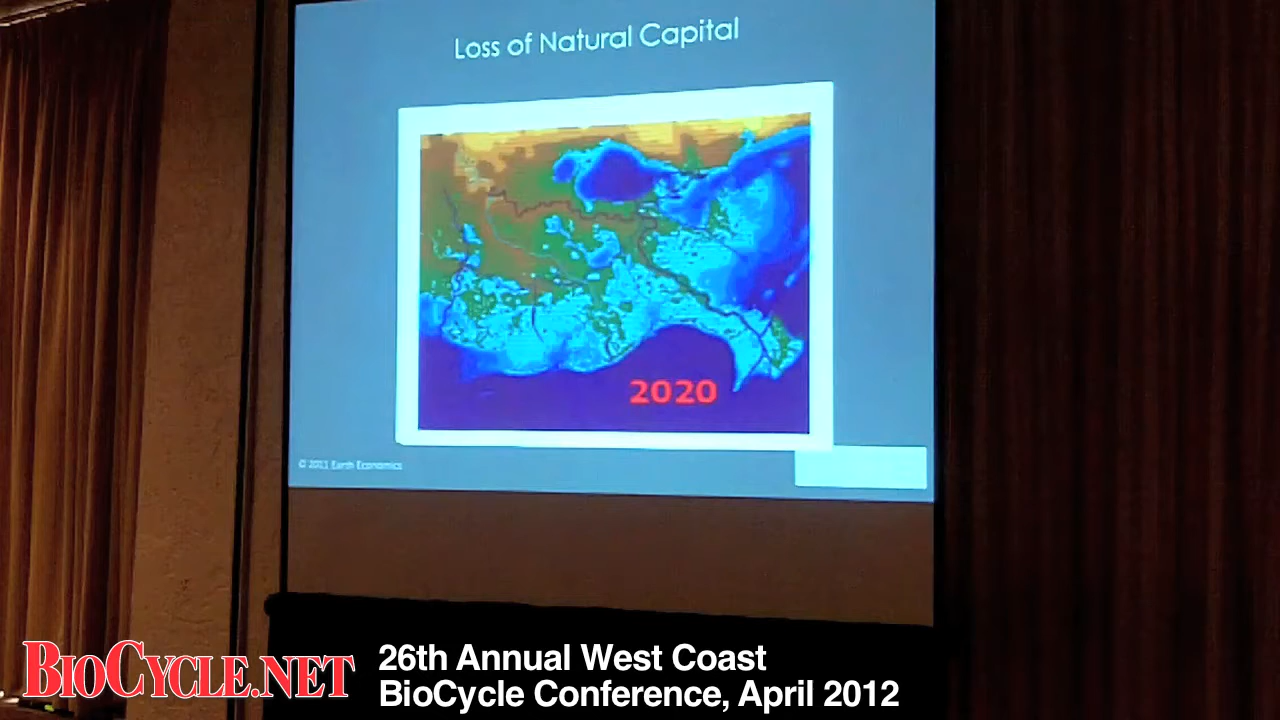 Loss of Natural Capital
2020
© 2011 Earth Economics
BIOCYCLE.NET
26th Annual West Coast
BioCycle Conference, April 2012